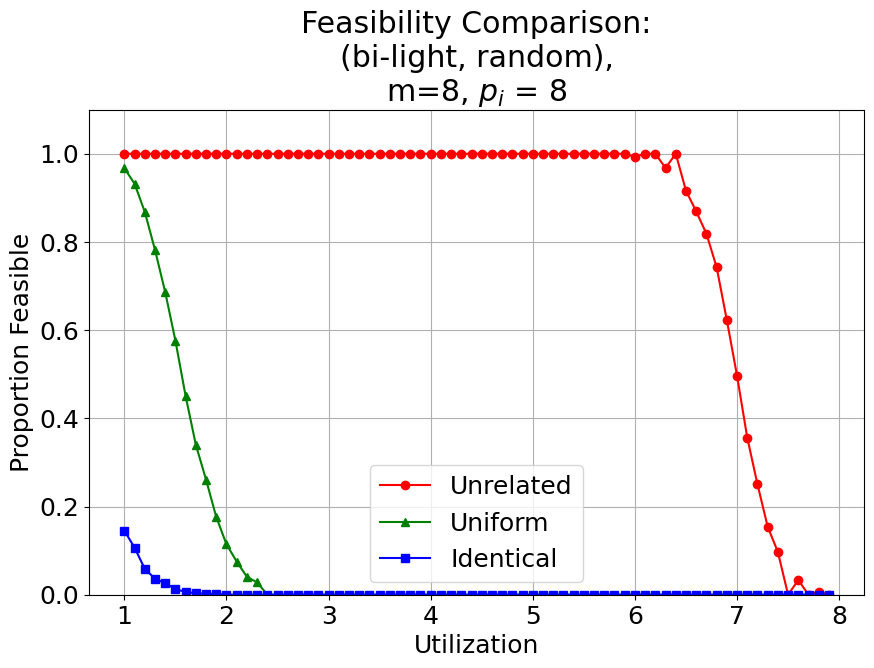 Feasibility Comparison:
(bi-light, random),
m=8, $p_i$ = 8
Proportion Feasible
1.0
0.8
0.6
0.4
0.2
0.0
Unrelated
Uniform
Identical
1 2 3 4 5 6 7 8
Utilization